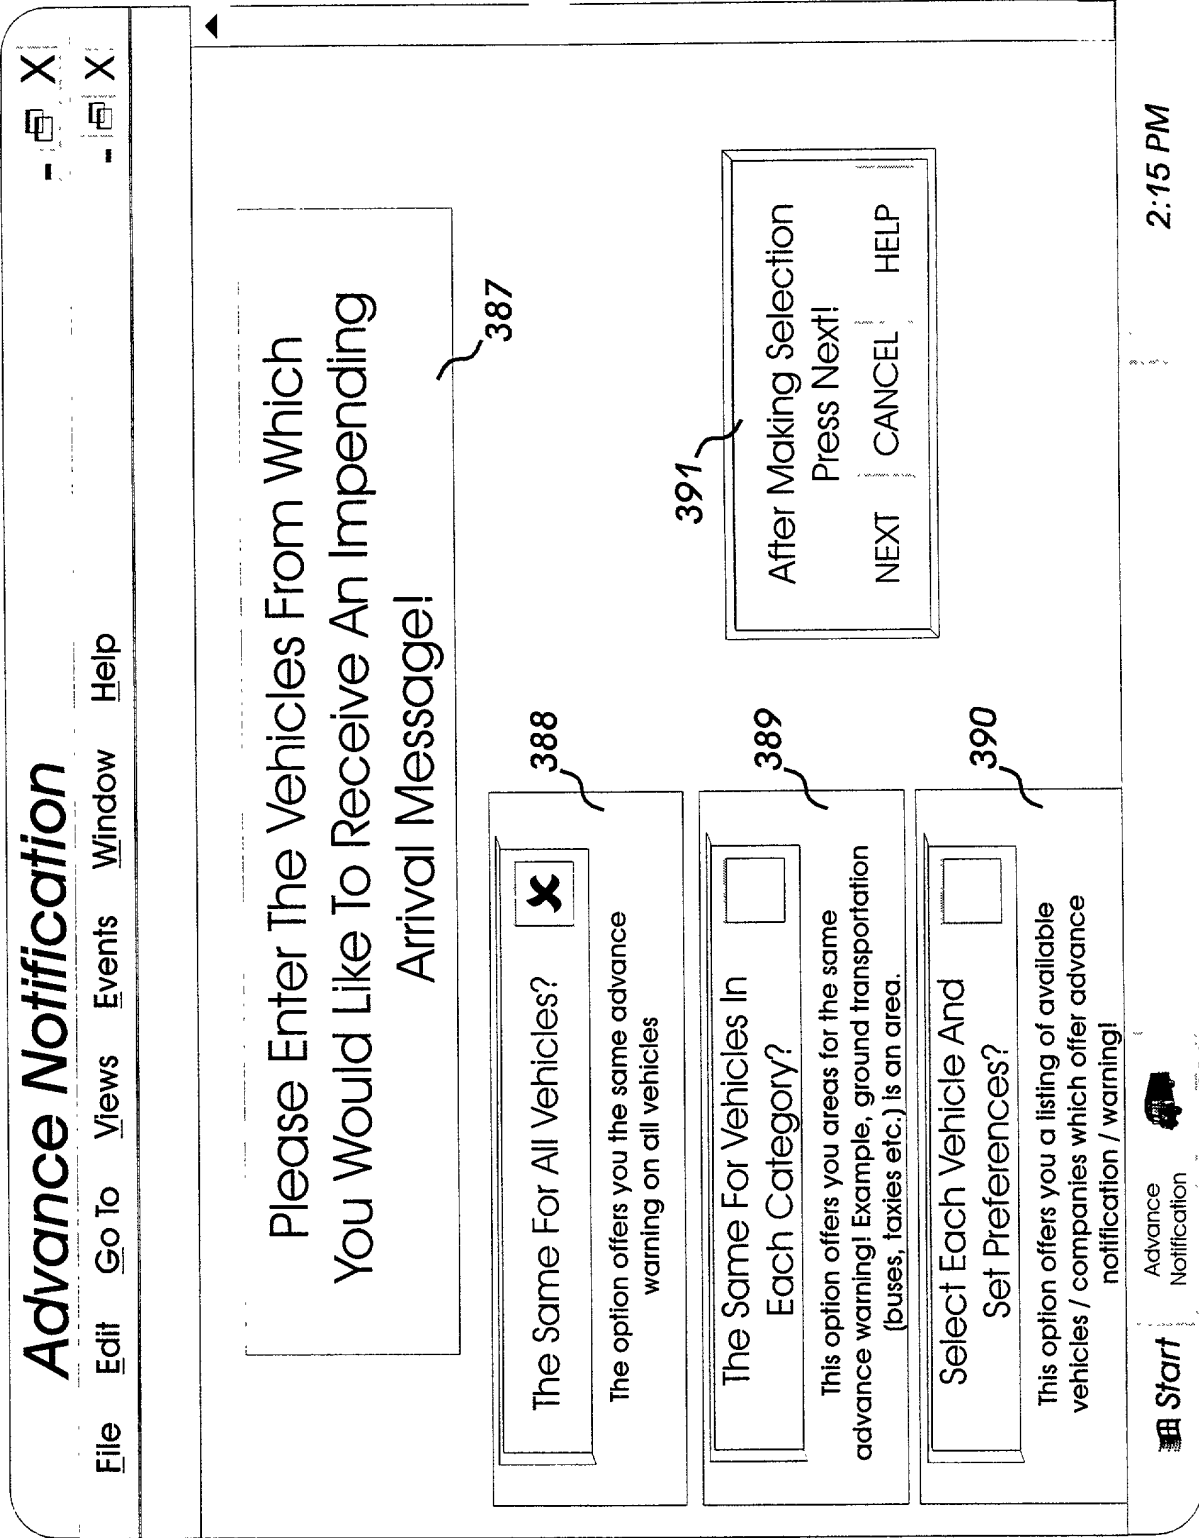 Advance Notification
File Edit Go To Views Events Window Help
Please Enter The Vehicles From Which
You Would Like To Receive An Impending
Arrival Message!
387
388
The Same For All Vehicles?
The option offers you the same advance
warning on all vehicles
391
After Making Selection
Press Next!
NEXT CANCEL HELP
389
The Same For Vehicles In
Each Category?
This option offers you areas for the same
advance warning! Example, ground transportation
(buses, taxies etc.) is an area.
390
Select Each Vehicle And
Set Preferences?
This option offers you a listing of available
vehicles / companies which offer advance
notification / warning!
Start
Advance
Notification
2:15 PM